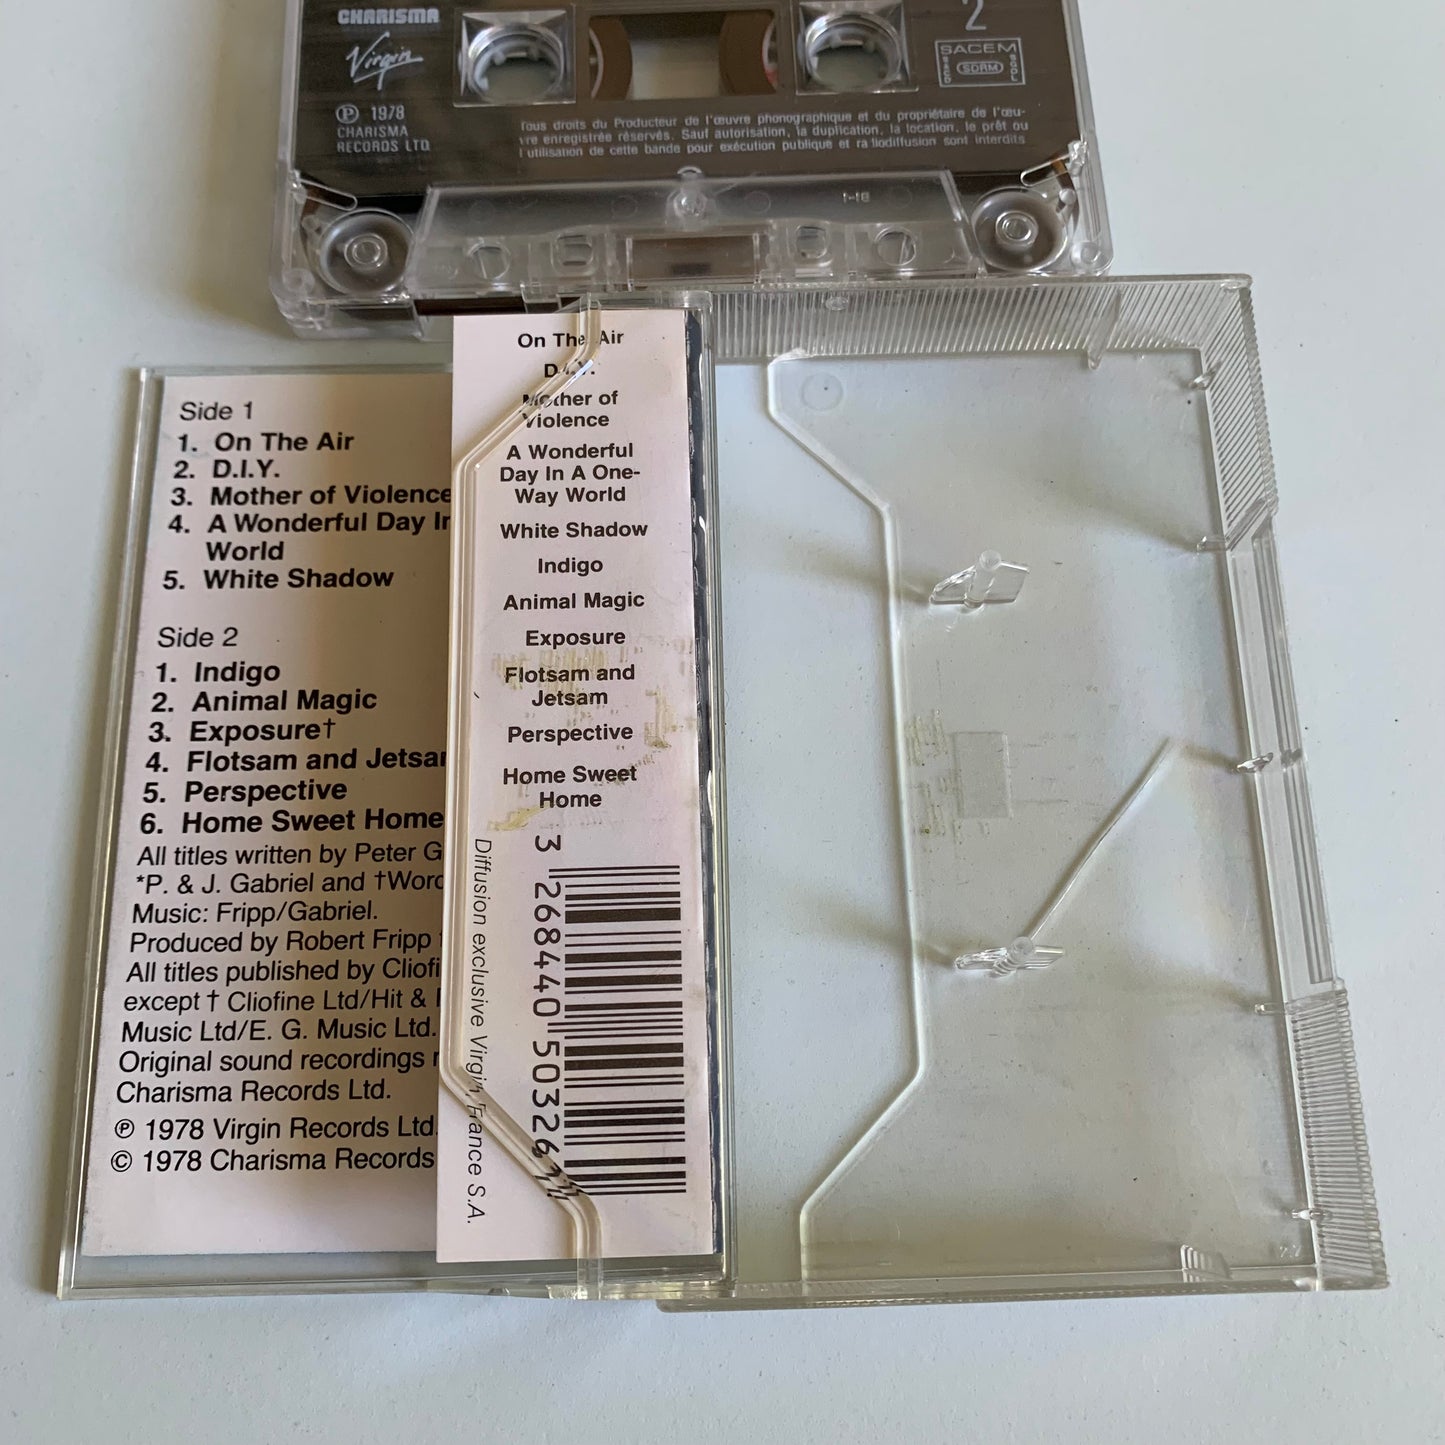 CHARISMA
Virgin
2
SACEM
SACD
SDRM
SGDL
Ⓟ 1978
CHARISMA
RECORDS LTD
Tous droits du Producteur de l'œuvre phonographique et du propriétaire de l'œu-
vre enregistrée réservés. Sauf autorisation, la duplication, la location, le prêt ou
l'utilisation de cette bande pour exécution publique et radiodiffusion sont interdits
1-18
Side 1
1. On The Air
2. D.I.Y.
3. Mother of Violence
4. A Wonderful Day In
World
5. White Shadow
Side 2
1. Indigo
2. Animal Magic
3. Exposure†
4. Flotsam and Jetsa
5. Perspective
6. Home Sweet Home
All titles written by Peter G
*P. & J. Gabriel and †Word
Music: Fripp/Gabriel.
Produced by Robert Fripp
All titles published by Cliofi
except † Cliofine Ltd/Hit &
Music Ltd/E. G. Music Ltd.
Original sound recordings
Charisma Records Ltd.
℗ 1978 Virgin Records Ltd.
© 1978 Charisma Records
On The Air
D.I.Y.
Mother of
Violence
A Wonderful
Day In A One-
Way World
White Shadow
Indigo
Animal Magic
Exposure
Flotsam and
Jetsam
Perspective
Home Sweet
Home
Diffusion exclusive Virgin France S.A.
3 268440 50326